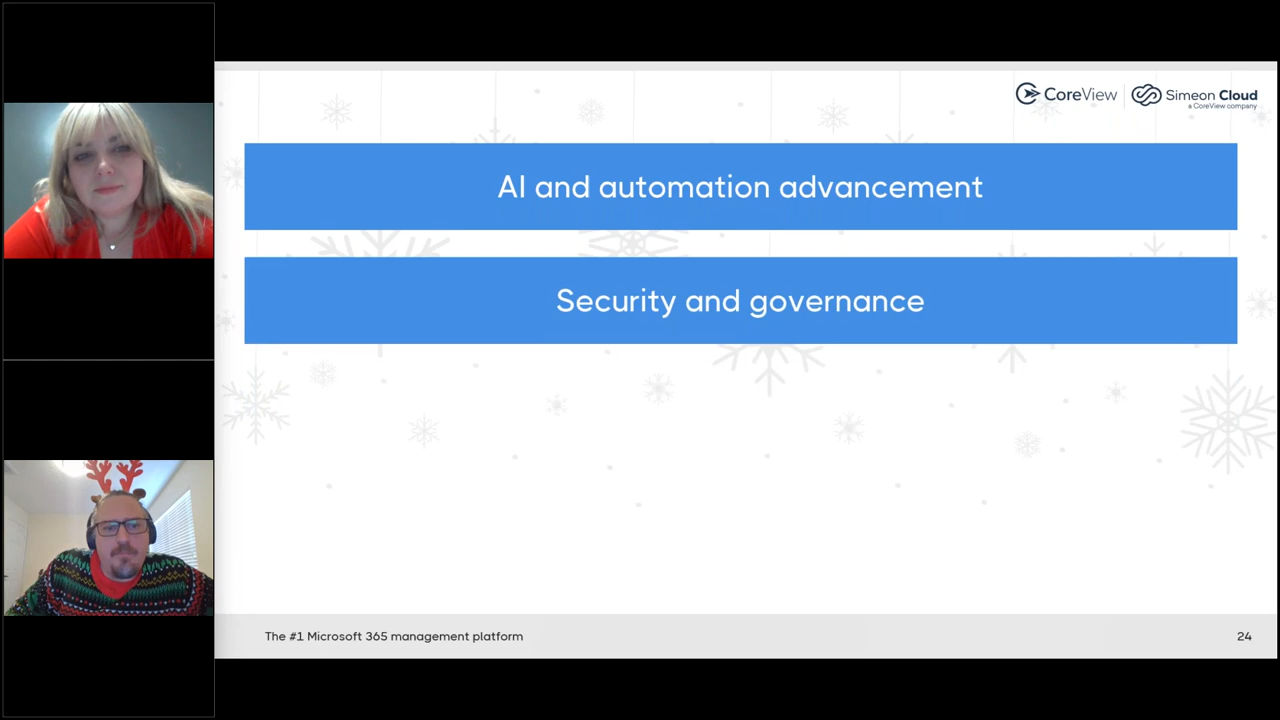 CoreView
Simeon Cloud
a CoreView company
AI and automation advancement
Security and governance
The #1 Microsoft 365 management platform
24